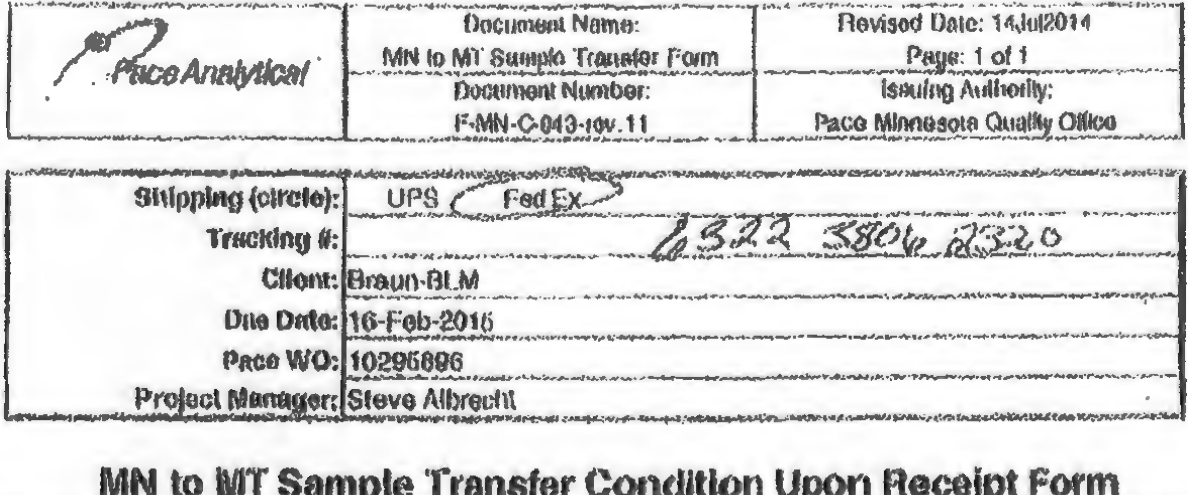 Pace Analytical
Document Name:
MN to MT Sample Transfer Form
Document Number:
F-MN-C-043-rev.11
Revised Date: 14Jul2014
Page: 1 of 1
Issuing Authority:
Pace Minnesota Quality Office
Shipping (circle): UPS Fed Ex
Tracking #: 6322 3806 2320
Client: Braun-BLM
Due Date: 16-Feb-2015
Pace WO: 10295896
Project Manager: Steve Albrecht
MN to MT Sample Transfer Condition Upon Receipt Form